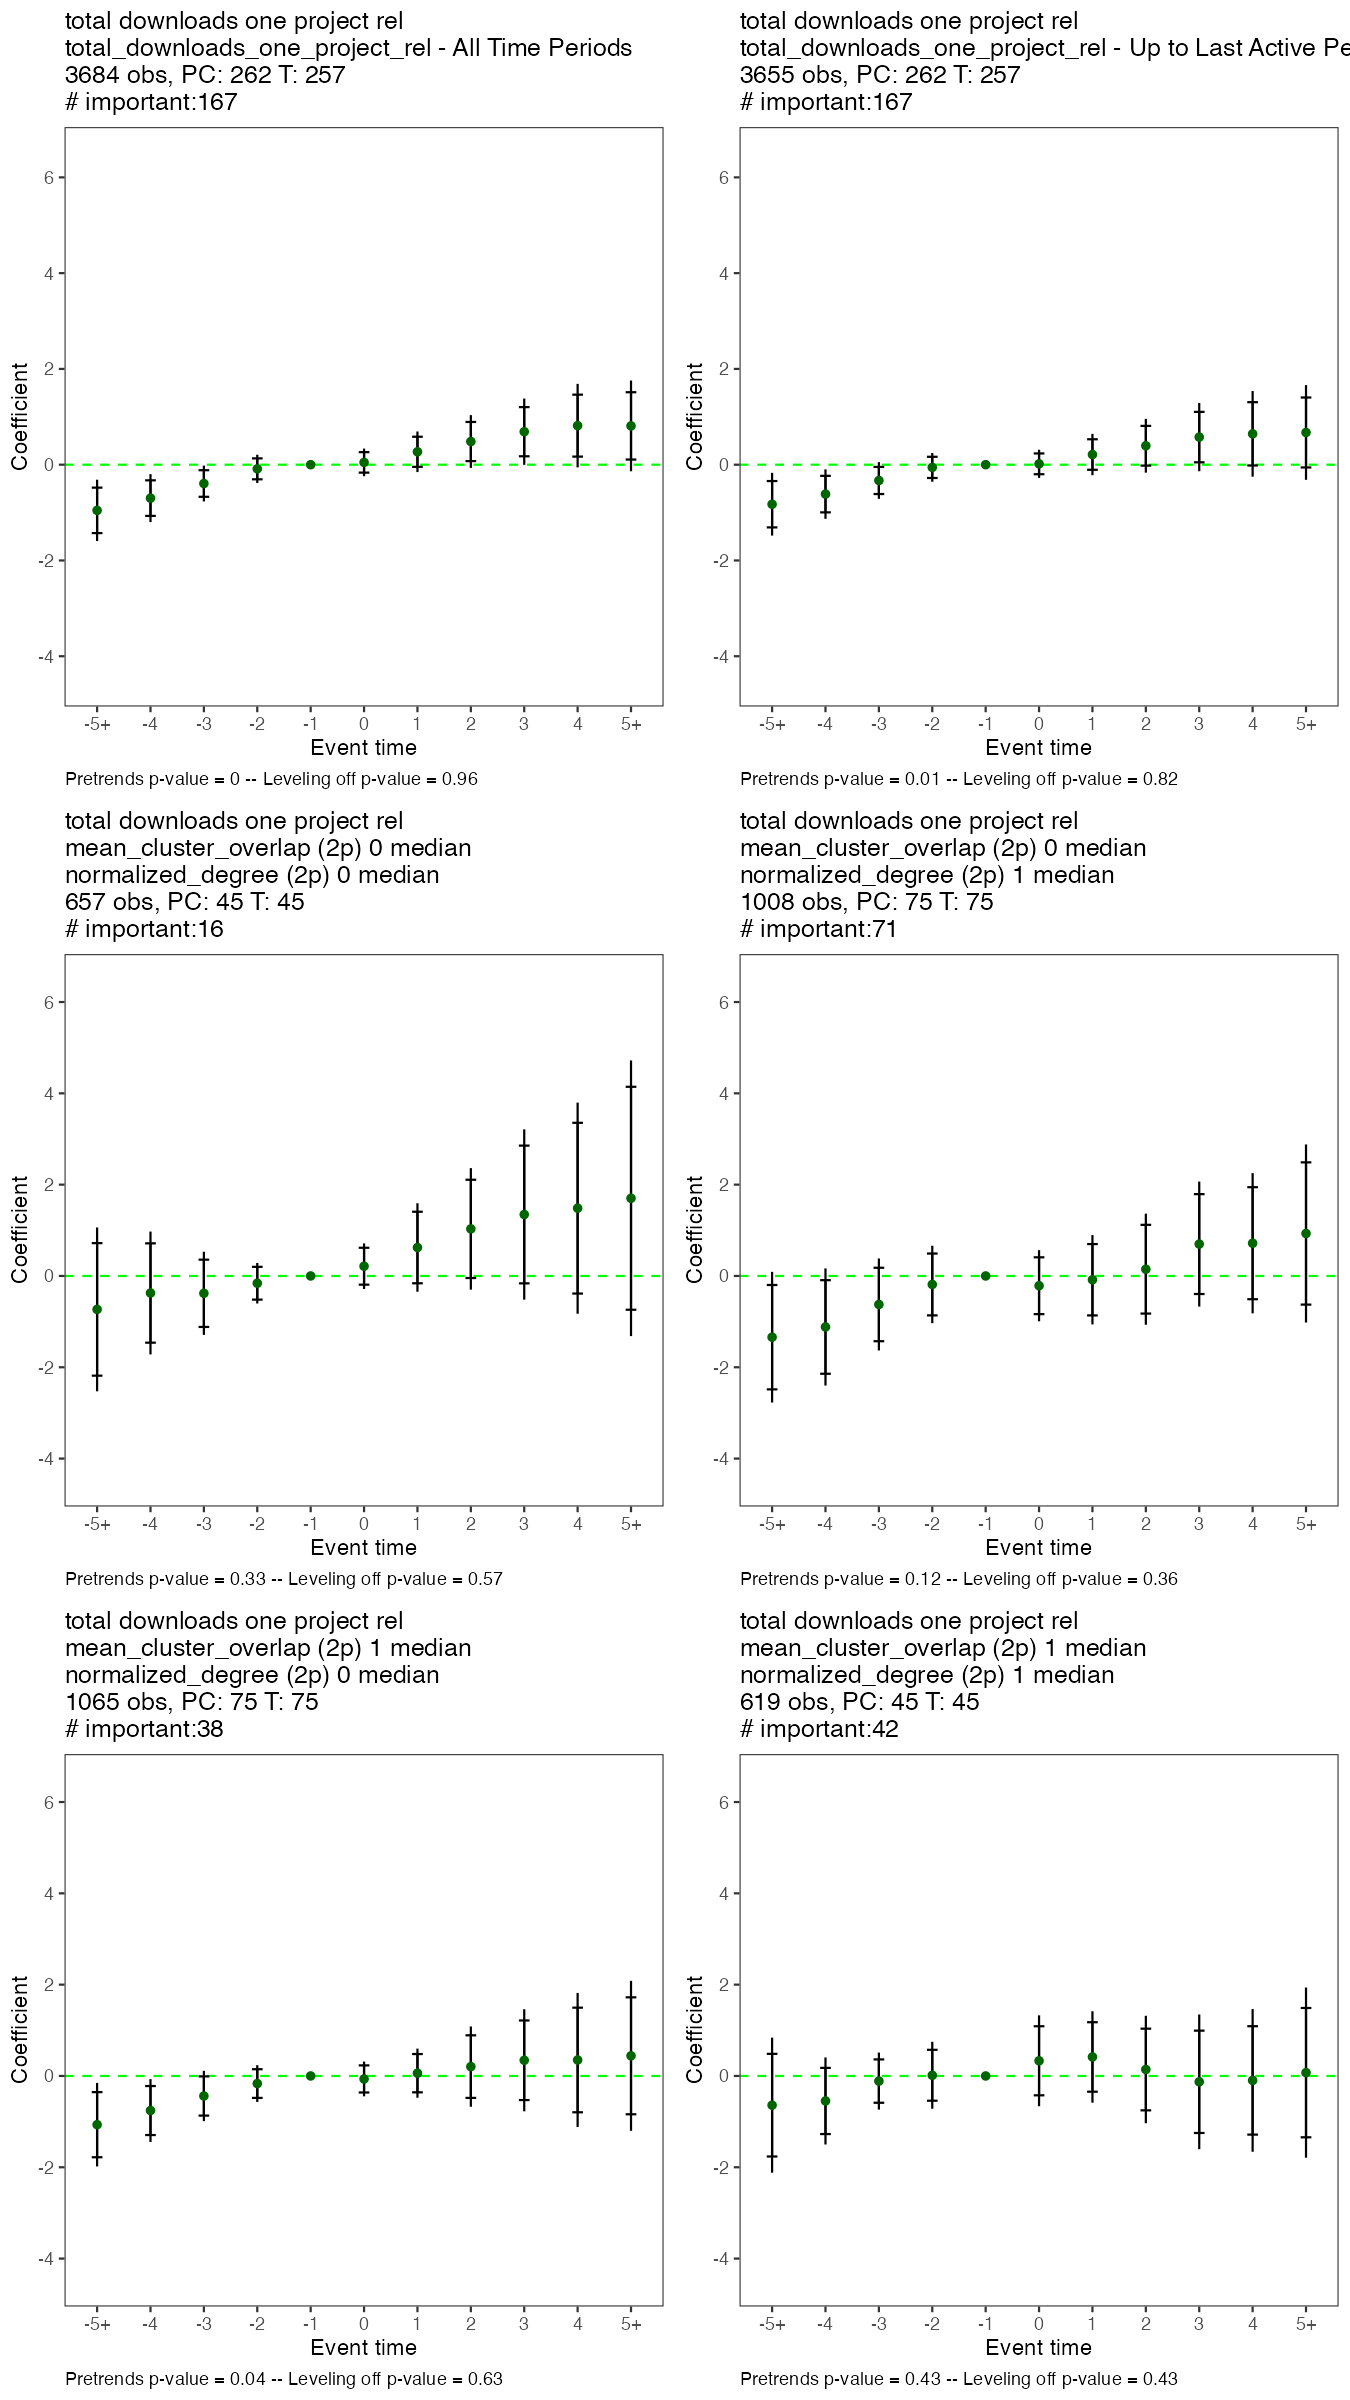 total downloads one project rel
total_downloads_one_project_rel - All Time Periods
3684 obs, PC: 262 T: 257
# important:167
6
4
2
0
-2
-4
Coefficient
-5+ -4 -3 -2 -1 0 1 2 3 4 5+
Event time
Pretrends p-value = 0 -- Leveling off p-value = 0.96
total downloads one project rel
total_downloads_one_project_rel - Up to Last Active Pe
3655 obs, PC: 262 T: 257
# important:167
6
4
2
0
-2
-4
Coefficient
-5+ -4 -3 -2 -1 0 1 2 3 4 5+
Event time
Pretrends p-value = 0.01 -- Leveling off p-value = 0.82
total downloads one project rel
mean_cluster_overlap (2p) 0 median
normalized_degree (2p) 0 median
657 obs, PC: 45 T: 45
# important:16
6
4
2
0
-2
-4
Coefficient
-5+ -4 -3 -2 -1 0 1 2 3 4 5+
Event time
Pretrends p-value = 0.33 -- Leveling off p-value = 0.57
total downloads one project rel
mean_cluster_overlap (2p) 0 median
normalized_degree (2p) 1 median
1008 obs, PC: 75 T: 75
# important:71
6
4
2
0
-2
-4
Coefficient
-5+ -4 -3 -2 -1 0 1 2 3 4 5+
Event time
Pretrends p-value = 0.12 -- Leveling off p-value = 0.36
total downloads one project rel
mean_cluster_overlap (2p) 1 median
normalized_degree (2p) 0 median
1065 obs, PC: 75 T: 75
# important:38
6
4
2
0
-2
-4
Coefficient
-5+ -4 -3 -2 -1 0 1 2 3 4 5+
Event time
Pretrends p-value = 0.04 -- Leveling off p-value = 0.63
total downloads one project rel
mean_cluster_overlap (2p) 1 median
normalized_degree (2p) 1 median
619 obs, PC: 45 T: 45
# important:42
6
4
2
0
-2
-4
Coefficient
-5+ -4 -3 -2 -1 0 1 2 3 4 5+
Event time
Pretrends p-value = 0.43 -- Leveling off p-value = 0.43